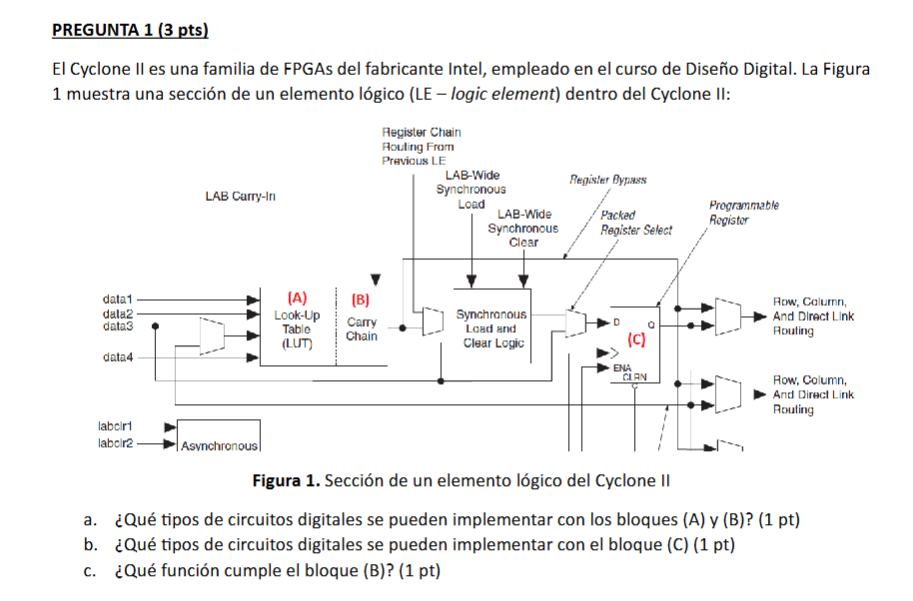 PREGUNTA 1 (3 pts)
El Cyclone II es una familia de FPGAs del fabricante Intel, empleado en el curso de Diseño Digital. La Figura
1 muestra una sección de un elemento lógico (LE – logic element) dentro del Cyclone II:
Register Chain
Routing From
Previous LE
LAB-Wide
Synchronous
Load
Register Bypass
LAB Carry-In
LAB-Wide
Synchronous
Clear
Packed
Register Select
Programmable
Register
data1
data2
data3
data4
(A)
Look-Up
Table
(LUT)
(B)
Carry
Chain
Synchronous
Load and
Clear Logic
D
Q
(C)
ENA
CLRN
Row, Column,
And Direct Link
Routing
Row, Column,
And Direct Link
Routing
labclr1
labclr2
Asynchronous
Figura 1. Sección de un elemento lógico del Cyclone II
a. ¿Qué tipos de circuitos digitales se pueden implementar con los bloques (A) y (B)? (1 pt)
b. ¿Qué tipos de circuitos digitales se pueden implementar con el bloque (C) (1 pt)
c. ¿Qué función cumple el bloque (B)? (1 pt)